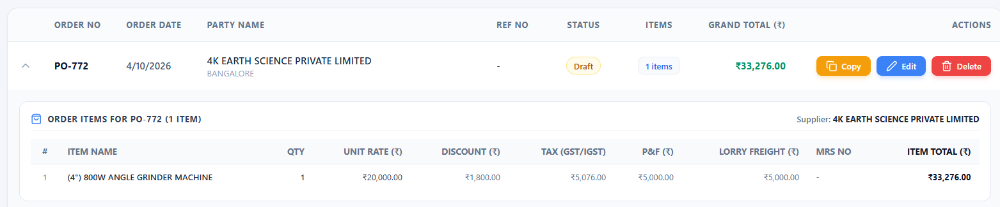 ORDER NO ORDER DATE PARTY NAME REF NO STATUS ITEMS GRAND TOTAL (₹) ACTIONS
PO-772 4/10/2026 4K EARTH SCIENCE PRIVATE LIMITED - Draft 1 items ₹33,276.00 Copy Edit Delete
BANGALORE
ORDER ITEMS FOR PO-772 (1 ITEM) Supplier: 4K EARTH SCIENCE PRIVATE LIMITED
# ITEM NAME QTY UNIT RATE (₹) DISCOUNT (₹) TAX (GST/IGST) P&F (₹) LORRY FREIGHT (₹) MRS NO ITEM TOTAL (₹)
1 (4") 800W ANGLE GRINDER MACHINE 1 ₹20,000.00 ₹1,800.00 ₹5,076.00 ₹5,000.00 ₹5,000.00 - ₹33,276.00